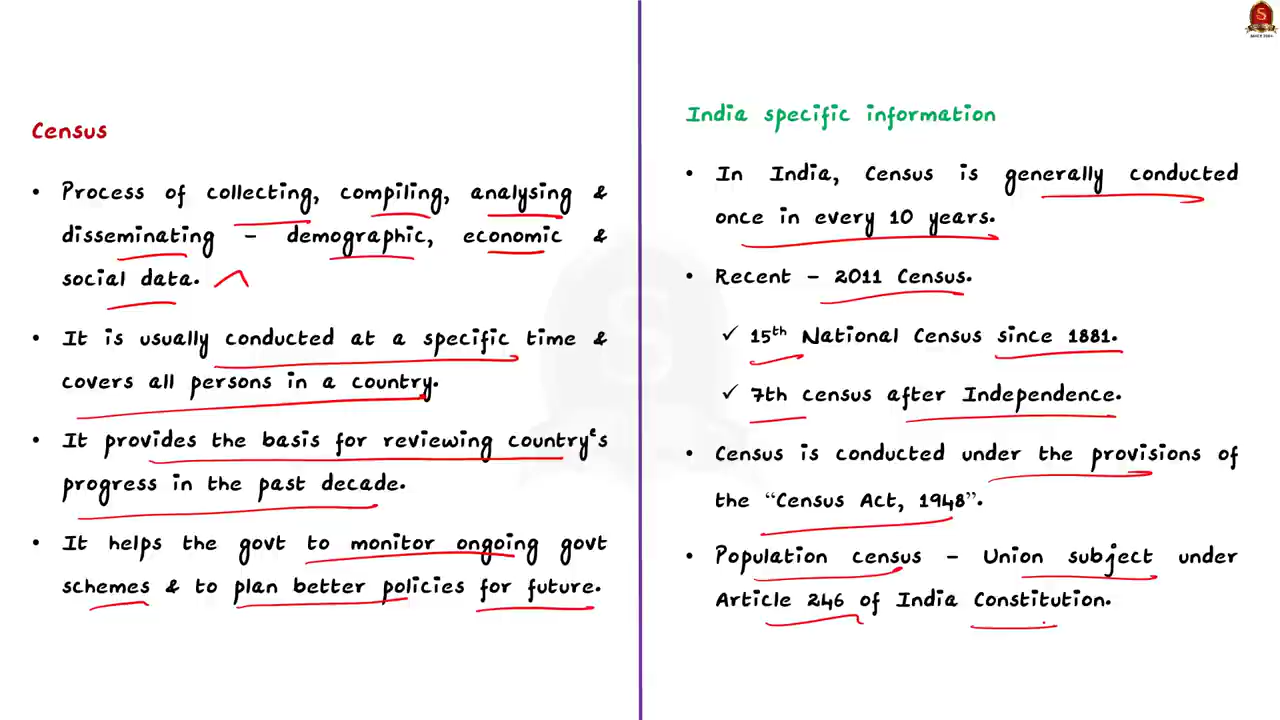 Census
• Process of collecting, compiling, analysing &
disseminating – demographic, economic &
social data.
• It is usually conducted at a specific time &
covers all persons in a country.
• It provides the basis for reviewing country's
progress in the past decade.
• It helps the govt to monitor ongoing govt
schemes & to plan better policies for future.
India specific information
• In India, Census is generally conducted
once in every 10 years.
• Recent – 2011 Census.
✓ 15th National Census since 1881.
✓ 7th census after Independence.
• Census is conducted under the provisions of
the “Census Act, 1948”.
• Population census – Union subject under
Article 246 of India Constitution.
S
SINCE 2004